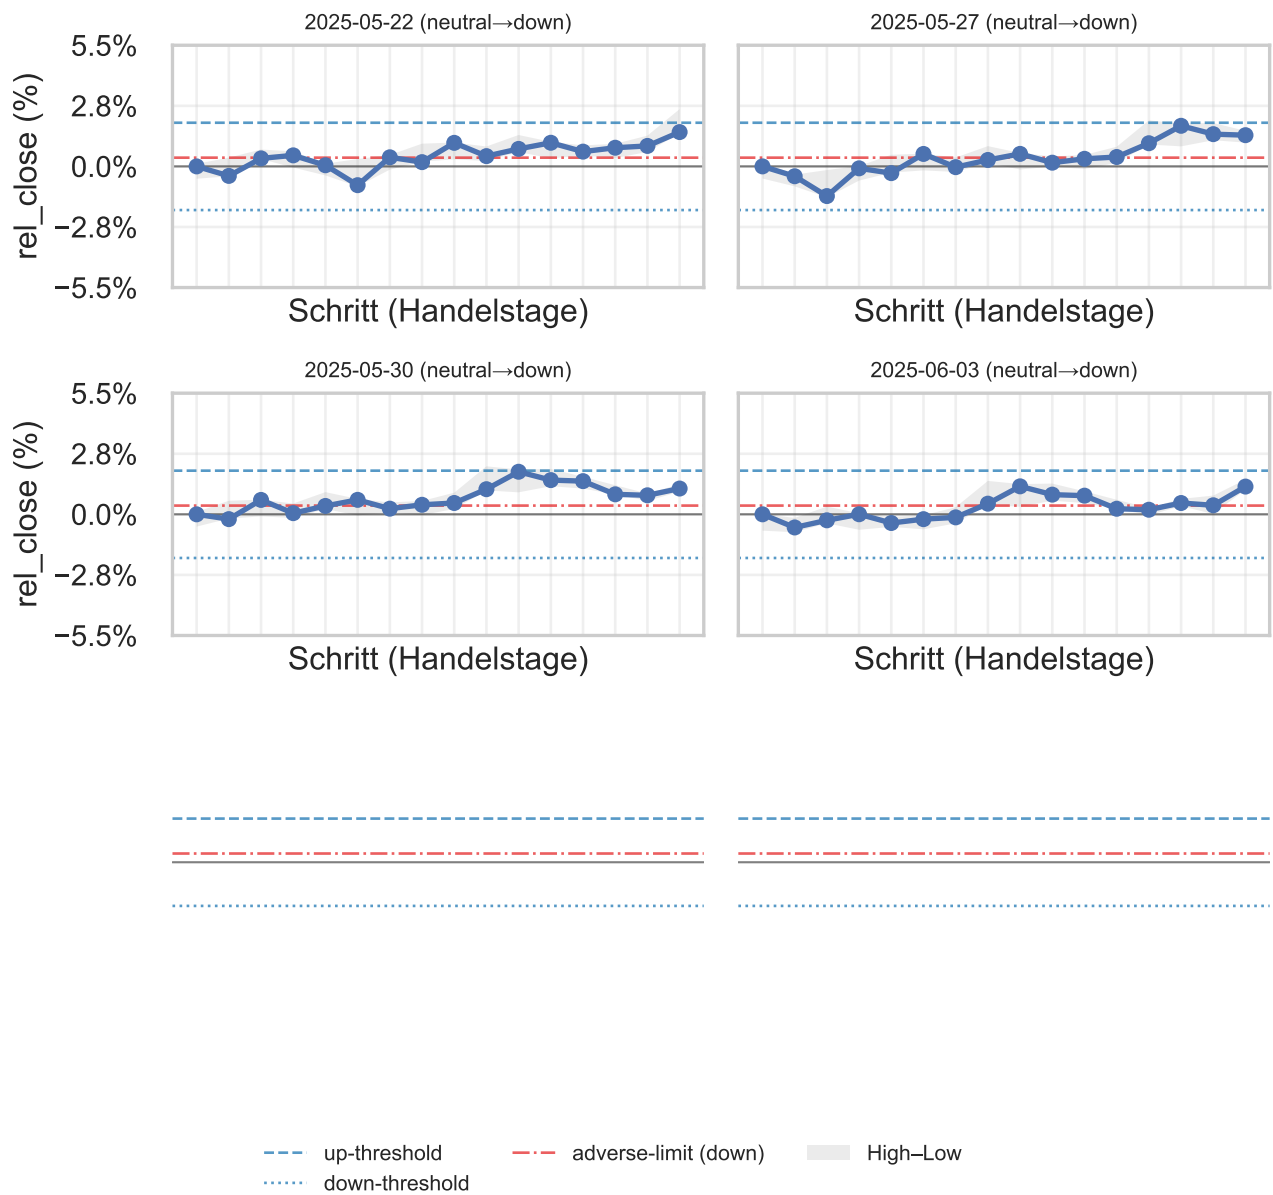 2025-05-22 (neutral→down)
2025-05-27 (neutral→down)
rel_close (%)
5.5%
2.8%
0.0%
−2.8%
−5.5%
Schritt (Handelstage)
Schritt (Handelstage)
2025-05-30 (neutral→down)
2025-06-03 (neutral→down)
rel_close (%)
5.5%
2.8%
0.0%
−2.8%
−5.5%
Schritt (Handelstage)
Schritt (Handelstage)
up-threshold
down-threshold
adverse-limit (down)
High–Low